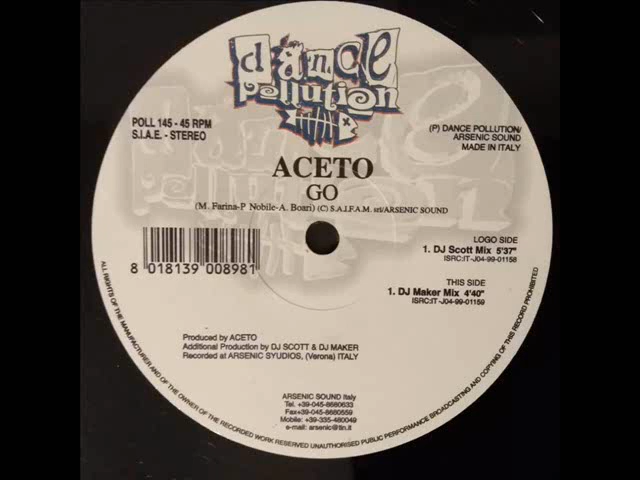 dance
pollution
POLL 145 - 45 RPM
S.I.A.E. - STEREO
(P) DANCE POLLUTION/
ARSENIC SOUND
MADE IN ITALY
ACETO
GO
(M. Farina-P Nobile-A. Boari) (C) S.A.I.F.A.M. srl/ARSENIC SOUND
LOGO SIDE
1. DJ Scott Mix 5'37"
ISRC:IT-J04-99-01158
8 018139 008981
THIS SIDE
1. DJ Maker Mix 4'40"
ISRC:IT-J04-99-01159
Produced by ACETO
Additional Production by DJ SCOTT & DJ MAKER
Recorded at ARSENIC SYUDIOS, (Verona) ITALY
ARSENIC SOUND Italy
Tel. +39-045-8680633
Fax+39-045-8680559
Mobile: +39-335-480049
e-mail: arsenic@tin.it
ALL RIGHTS OF THE MANUFACTURER AND OF THE OWNER OF THE RECORDED WORK RESERVED UNAUTHORISED PUBLIC PERFORMANCE BROADCASTING AND COPYING OF THIS RECORD PROHIBITED